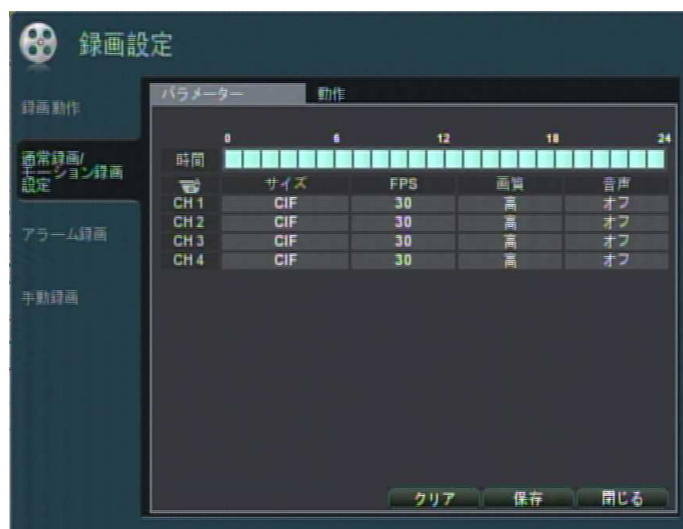 録画設定
録画動作
通常録画/
モーション録画
設定
アラーム録画
手動録画
パラメーター 動作
0 6 12 18 24
時間
サイズ FPS 画質 音声
CH 1 CIF 30 高 オフ
CH 2 CIF 30 高 オフ
CH 3 CIF 30 高 オフ
CH 4 CIF 30 高 オフ
クリア 保存 閉じる